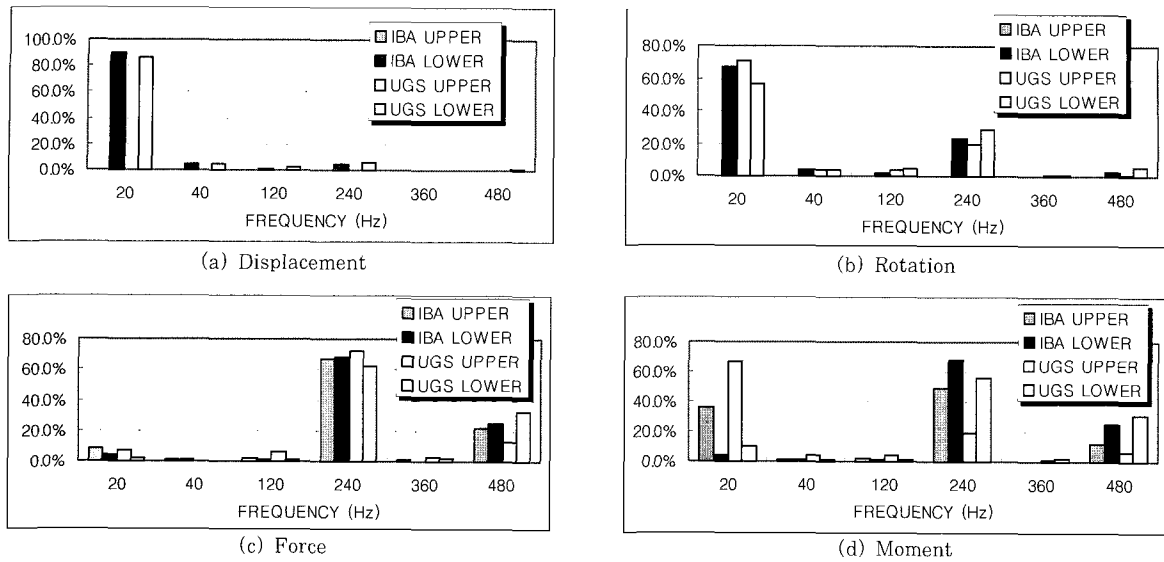 100.0%
80.0%
60.0%
40.0%
20.0%
0.0%
IBA UPPER
IBA LOWER
UGS UPPER
UGS LOWER
20 40 120 240 360 480
FREQUENCY (Hz)
(a) Displacement
80.0%
60.0%
40.0%
20.0%
0.0%
IBA UPPER
IBA LOWER
UGS UPPER
UGS LOWER
20 40 120 240 360 480
FREQUENCY (Hz)
(b) Rotation
80.0%
60.0%
40.0%
20.0%
0.0%
IBA UPPER
IBA LOWER
UGS UPPER
UGS LOWER
20 40 120 240 360 480
FREQUENCY (Hz)
(c) Force
80.0%
60.0%
40.0%
20.0%
0.0%
IBA UPPER
IBA LOWER
UGS UPPER
UGS LOWER
20 40 120 240 360 480
FREQUENCY (Hz)
(d) Moment